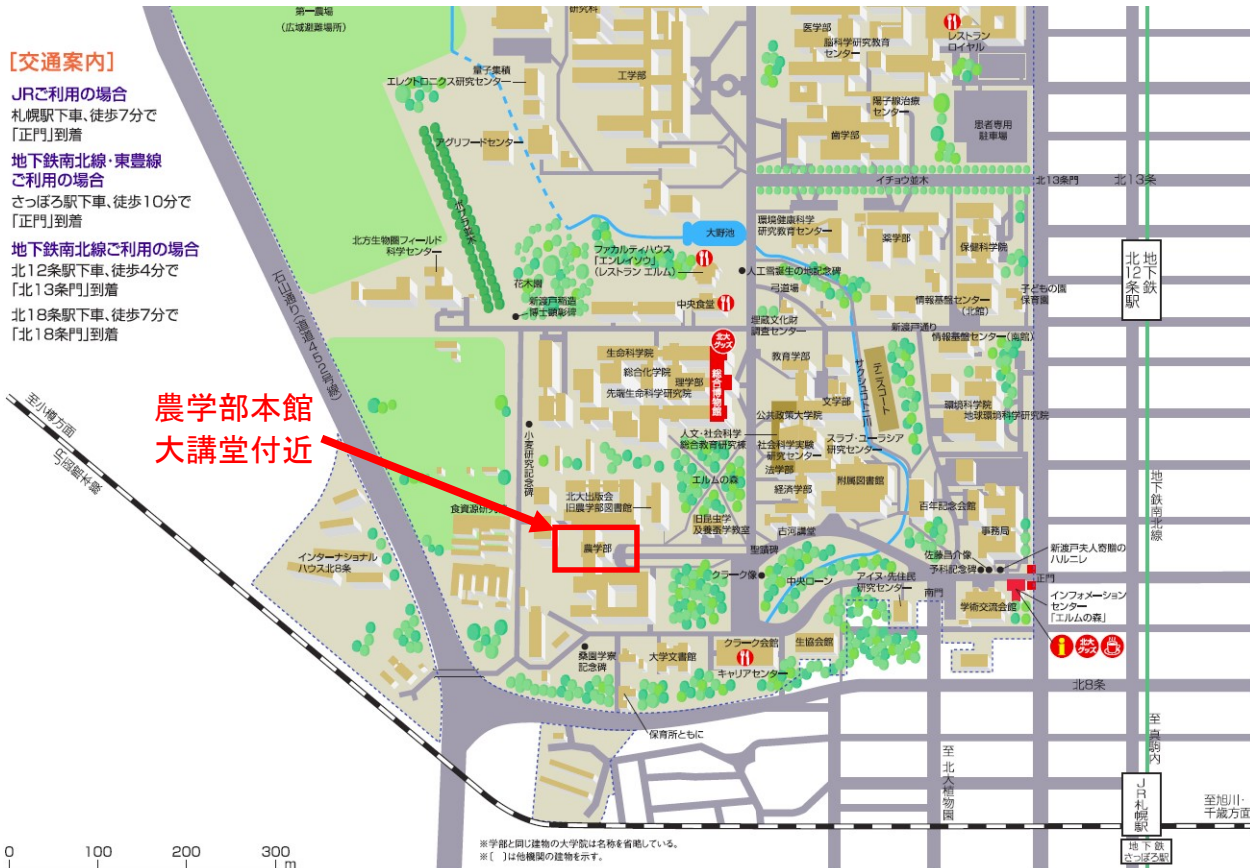 第一農場
(広域避難場所)
研究科
医学部
脳科学研究教育
センター
レストラン
ロイヤル
[交通案内]
JRご利用の場合
札幌駅下車、徒歩7分で
「正門」到着
地下鉄南北線・東豊線
ご利用の場合
さっぽろ駅下車、徒歩10分で
「正門」到着
地下鉄南北線ご利用の場合
北12条駅下車、徒歩4分で
「北13条門」到着
北18条駅下車、徒歩7分で
「北18条門」到着
量子集積
エレクトロニクス研究センター
工学部
陽子線治療
センター
歯学部
患者専用
駐車場
アグリフードセンター
ポプラ並木
イチョウ並木
北13条門
北13条
大野池
環境健康科学
研究教育センター
薬学部
保健科学院
北方生物圏フィールド
科学センター
ファカルティハウス
「エンレイソウ」
(レストラン エルム)
人工雪誕生の地記念碑
弓道場
花木園
新渡戸稲造
博士顕彰碑
中央食堂
埋蔵文化財
調査センター
情報基盤センター
(北館)
子どもの園
保育園
地下鉄
北12条駅
新渡戸通り
情報基盤センター(南館)
石山通り(道道452号線)
北大
グッズ
生命科学院
総合化学院
理学部
先端生命科学研究院
総合博物館
教育学部
サクシュコトニ川
テニスコート
文学部
公共政策大学院
環境科学院
地球環境科学研究院
農学部本館
大講堂付近
至小樽方面
JR函館本線
小麦研究記念碑
人文・社会科学
総合教育研究棟
社会科学実験
研究センター
スラブ・ユーラシア
研究センター
法学部
経済学部
附属図書館
エルムの森
地下鉄南北線
北大出版会
旧農学部図書館
食資源研究棟
旧昆虫学
及養蚕学教室
古河講堂
百年記念会館
事務局
農学部
聖蹟碑
インターナショナル
ハウス北8条
佐藤昌介像
予科記念碑
新渡戸夫人寄贈の
ハルニレ
クラーク像
中央ローン
アイヌ・先住民
研究センター
南門
正門
学術交流会館
インフォメーション
センター
「エルムの森」
北大
グッズ
桑園学寮
記念碑
大学文書館
クラーク会館
キャリアセンター
生協会館
北8条
保育所ともに
至 真駒内
至 北大植物園
JR札幌駅
至旭川・
千歳方面
地下鉄
さっぽろ駅
0 100 200 300
m
※学部と同じ建物の大学院は名称を省略している。
※[ ]は他機関の建物を示す。